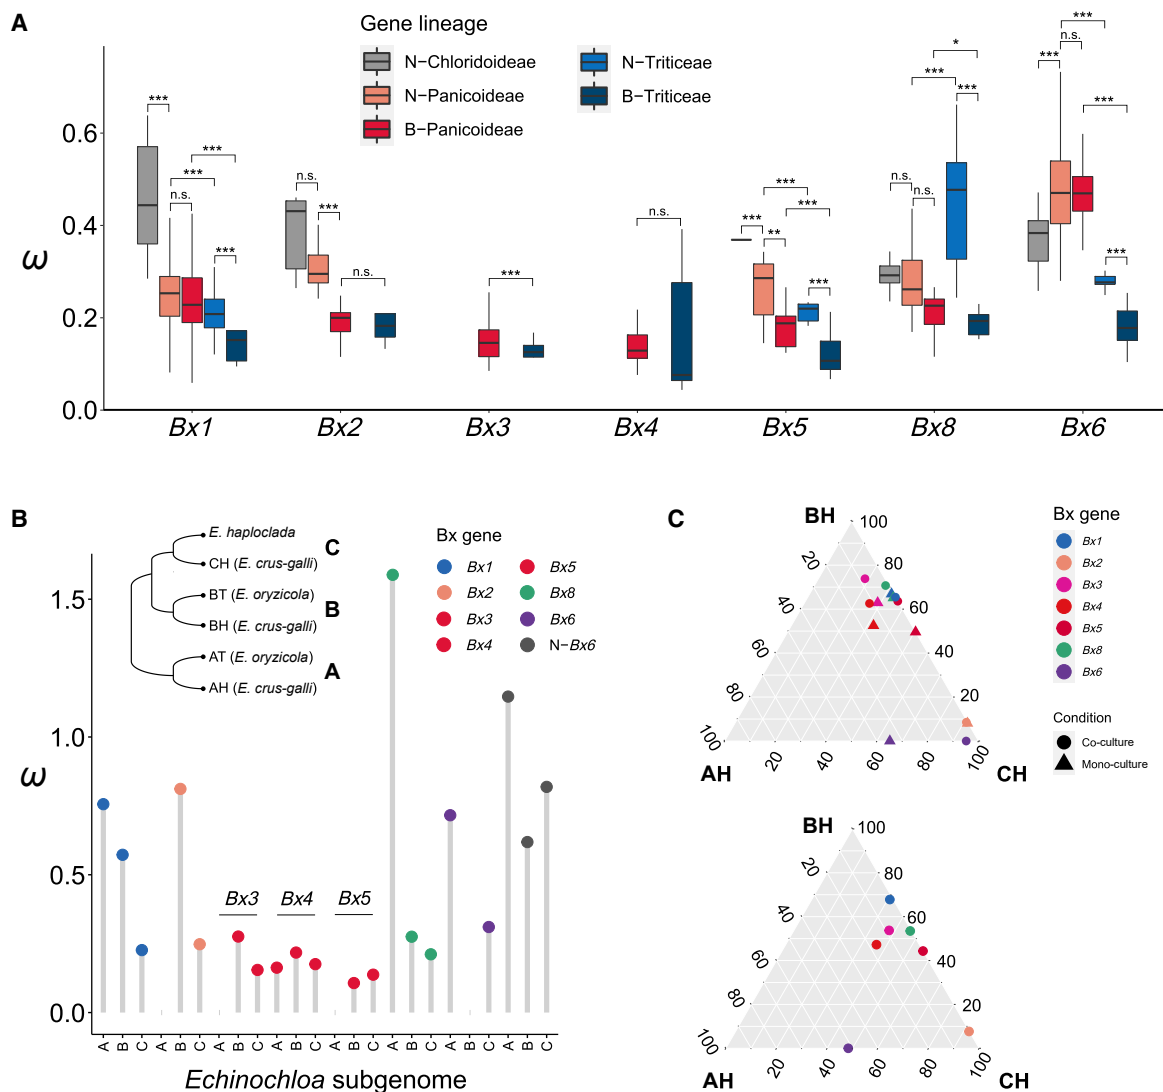 A
Gene lineage
N−Chloridoideae
N−Panicoideae
B−Panicoideae
N−Triticeae
B−Triticeae
ω
0.6
0.4
0.2
0.0
***
n.s.
***
***
***
n.s.
***
n.s.
***
n.s.
***
**
***
***
***
n.s.
n.s.
***
*
***
***
n.s.
***
***
***
Bx1
Bx2
Bx3
Bx4
Bx5
Bx8
Bx6
B
E. haploclada
CH (E. crus-galli)
C
BT (E. oryzicola)
BH (E. crus-galli)
B
AT (E. oryzicola)
AH (E. crus-galli)
A
Bx gene
Bx1
Bx2
Bx3
Bx4
Bx5
Bx8
Bx6
N−Bx6
ω
1.5
1.0
0.5
0.0
Bx3
Bx4
Bx5
A B C A B C A B C A B C A B C A B C A B C A B C
Echinochloa subgenome
C
BH
100
20 80
40 60
60 40
80 20
100 100
20 40 60 80
AH CH
Bx gene
Bx1
Bx2
Bx3
Bx4
Bx5
Bx8
Bx6
Condition
Co-culture
Mono-culture
BH
100
20 80
40 60
60 40
80 20
100 100
20 40 60 80
AH CH